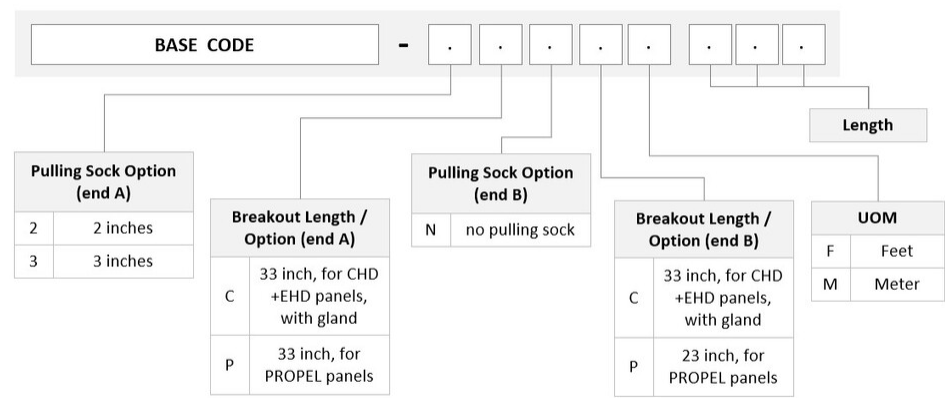 BASE CODE - . . . . . . . .
Length
Pulling Sock Option
(end A)
2 2 inches
3 3 inches
Breakout Length /
Option (end A)
C 33 inch, for CHD
+EHD panels,
with gland
P 33 inch, for
PROPEL panels
Pulling Sock Option
(end B)
N no pulling sock
Breakout Length /
Option (end B)
C 33 inch, for CHD
+EHD panels,
with gland
P 23 inch, for
PROPEL panels
UOM
F Feet
M Meter